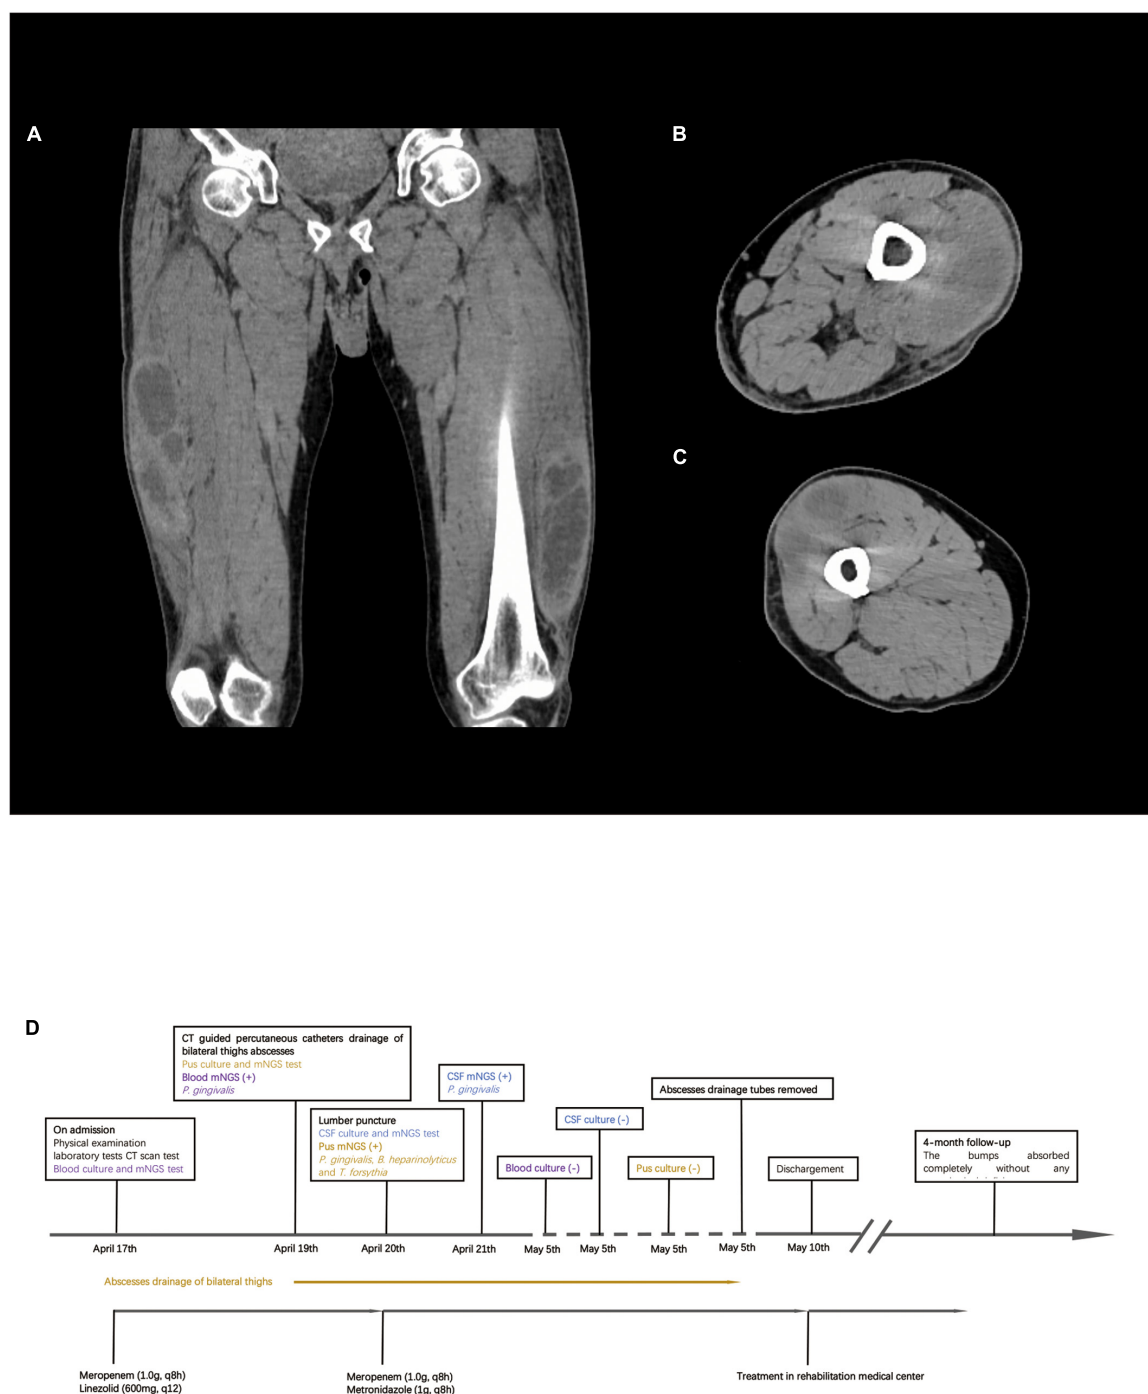 A
B
C
D
CT guided percutaneous catheters drainage of
bilateral thighs abscesses
Pus culture and mNGS test
Blood mNGS (+)
P. gingivalis
On admission
Physical examination
laboratory tests CT scan test
Blood culture and mNGS test
Lumber puncture
CSF culture and mNGS test
Pus mNGS (+)
P. gingivalis, B. heparinolyticus
and T. forsythia
CSF mNGS (+)
P. gingivalis
Blood culture (-)
CSF culture (-)
Pus culture (-)
Abscesses drainage tubes removed
Dischargement
4-month follow-up
The bumps absorbed
completely without any
April 17th
April 19th
April 20th
April 21th
May 5th
May 5th
May 5th
May 5th
May 10th
Abscesses drainage of bilateral thighs
Meropenem (1.0g, q8h)
Linezolid (600mg, q12)
Meropenem (1.0g, q8h)
Metronidazole (1g, q8h)
Treatment in rehabilitation medical center